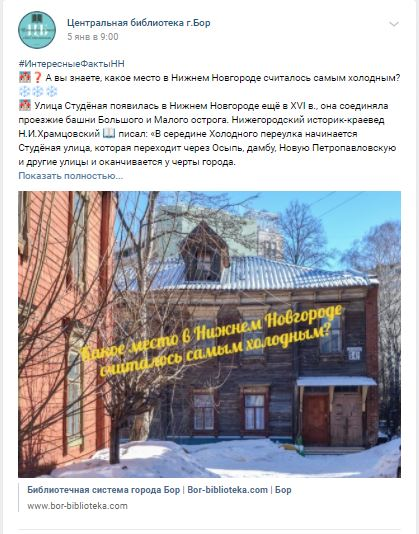 Центральная библиотека г.Бор
5 янв в 9:00
#ИнтересныеФактыНН
А вы знаете, какое место в Нижнем Новгороде считалось самым холодным?
Улица Студёная появилась в Нижнем Новгороде ещё в XVI в., она соединяла
проезжие башни Большого и Малого острога. Нижегородский историк-краевед
Н.И.Храмцовский писал: «В середине Холодного переулка начинается
Студёная улица, которая переходит через Осыпь, дамбу, Новую Петропавловскую
и другие улицы и оканчивается у черты города.
Показать полностью...
Какое место в Нижнем Новгороде
считалось самым холодным?
Библиотечная система города Бор | Bor-biblioteka.com | Бор
www.bor-biblioteka.com